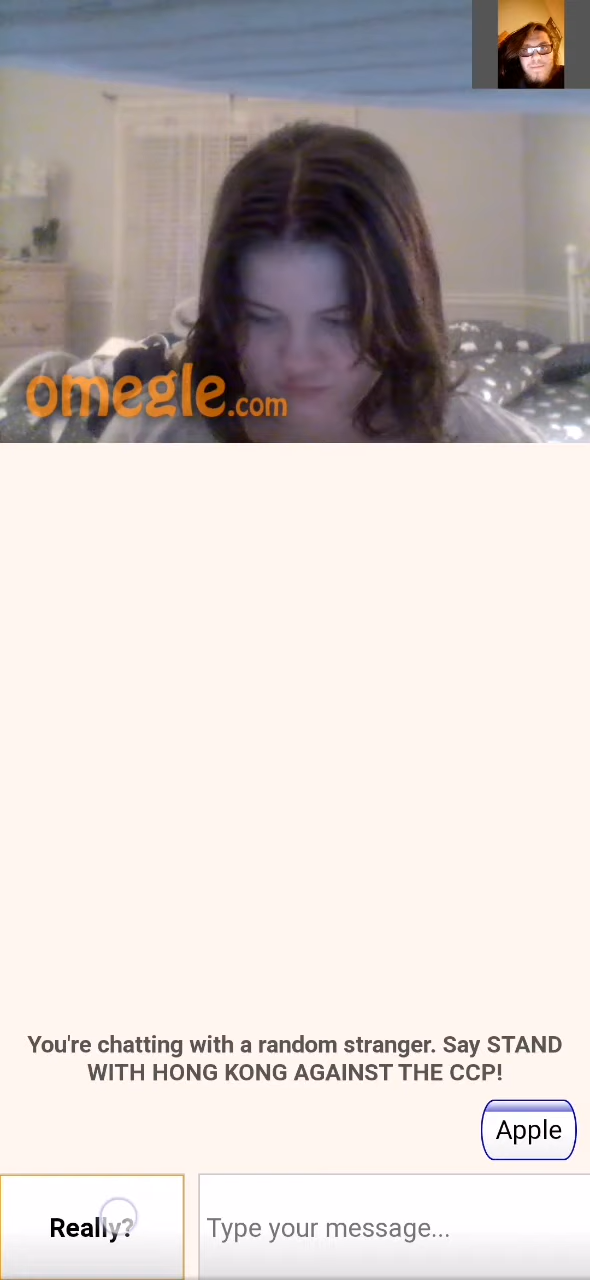 omegle.com
You're chatting with a random stranger. Say STAND
WITH HONG KONG AGAINST THE CCP!
Apple
Really?
Type your message...